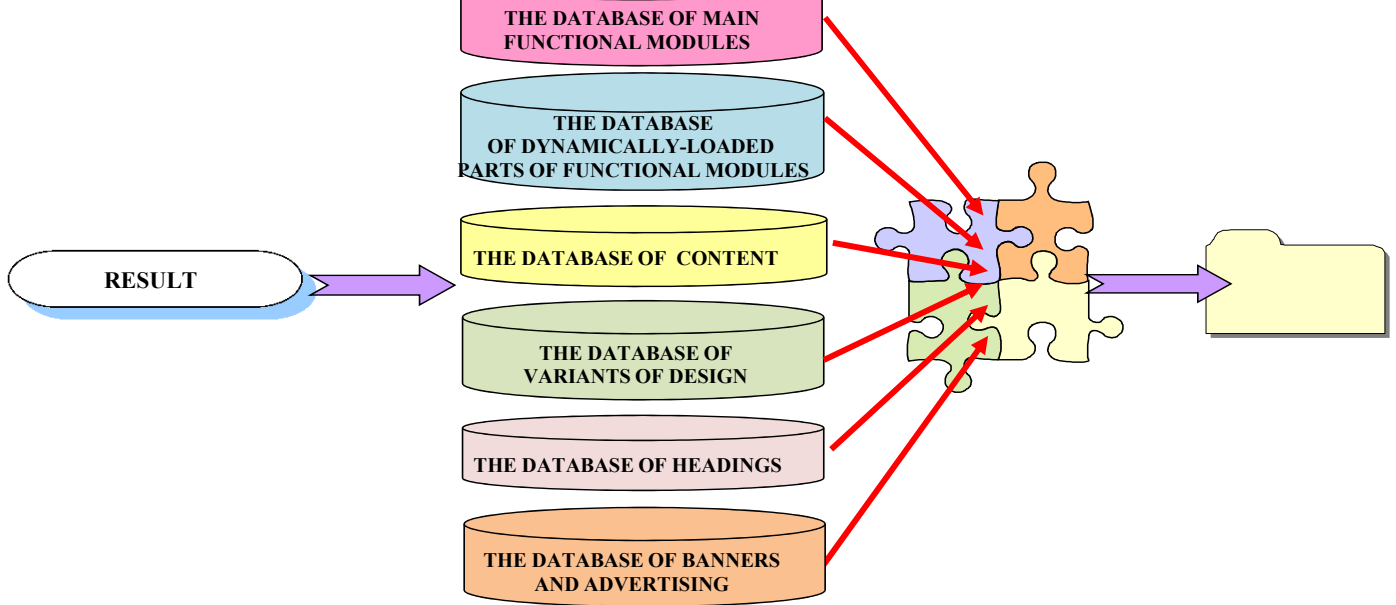 THE DATABASE OF MAIN
FUNCTIONAL MODULES
THE DATABASE
OF DYNAMICALLY-LOADED
PARTS OF FUNCTIONAL MODULES
THE DATABASE OF CONTENT
RESULT
THE DATABASE OF
VARIANTS OF DESIGN
THE DATABASE OF HEADINGS
THE DATABASE OF BANNERS
AND ADVERTISING